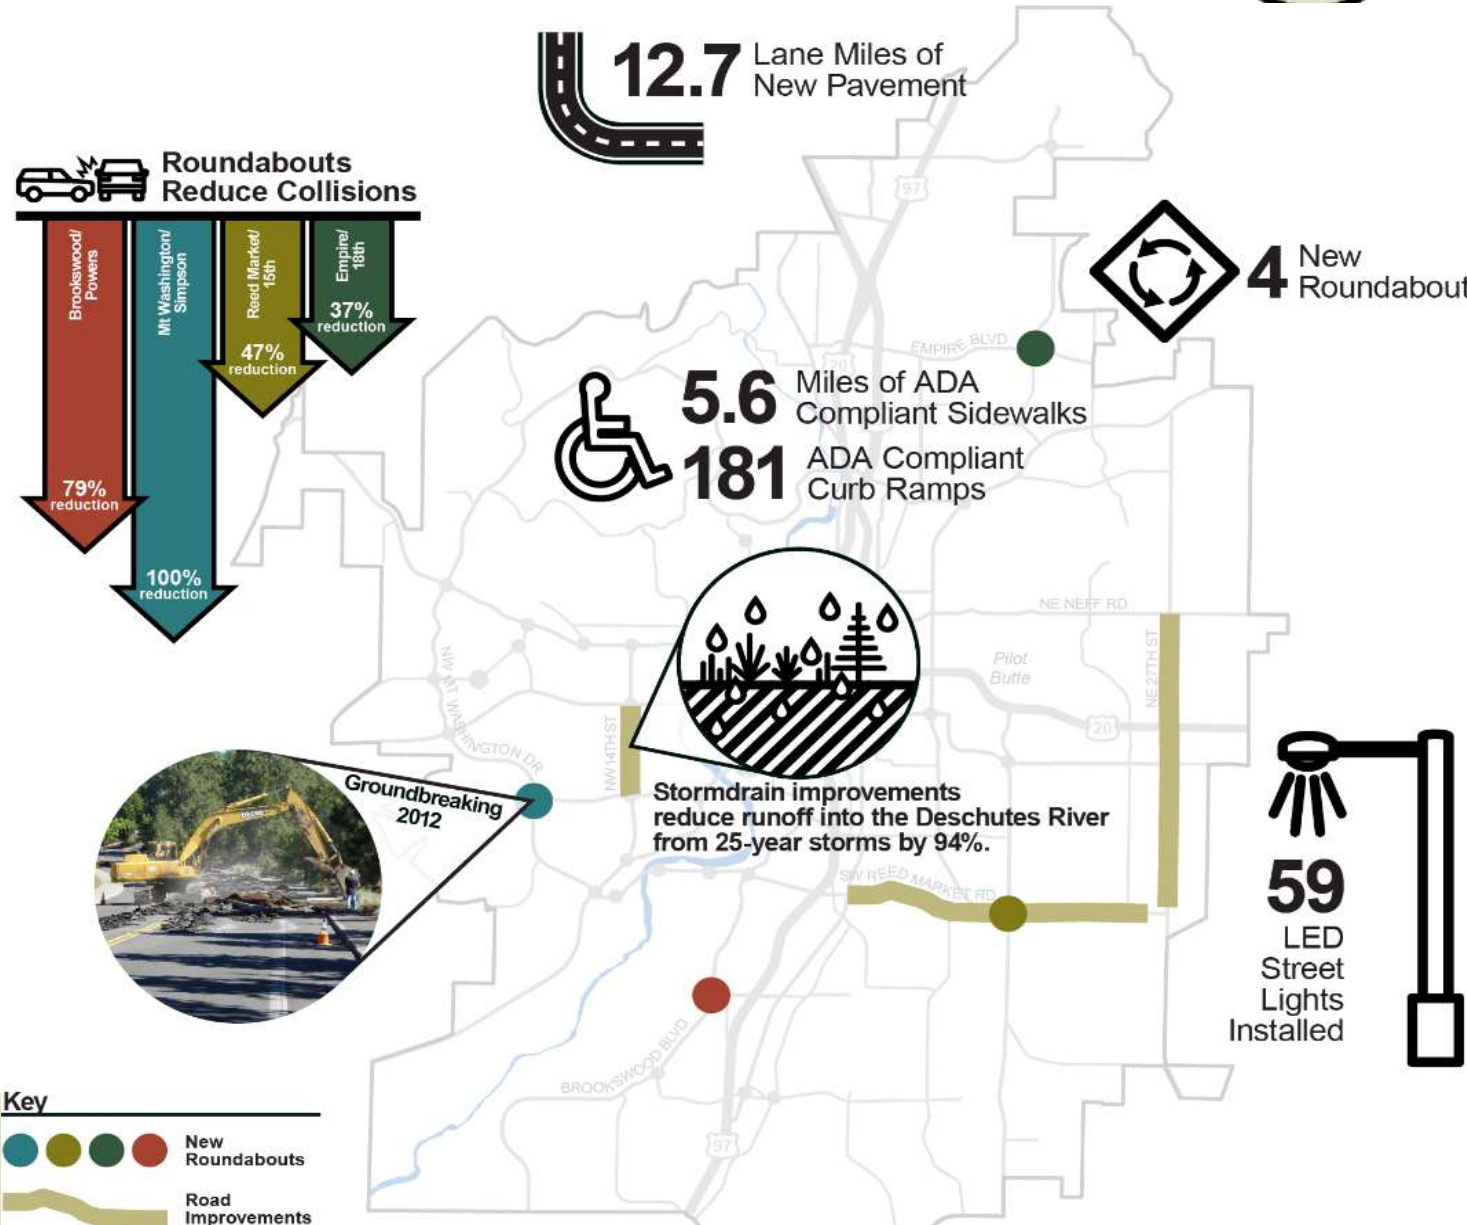 12.7 Lane Miles of
New Pavement
Roundabouts
Reduce Collisions
Brookswood/
Powers
79%
reduction
Mt Washington/
Simpson
100%
reduction
Reed Market/
15th
47%
reduction
Empire/
18th
37%
reduction
97
4 New
Roundabout
EMPIRE BLVD
20
5.6 Miles of ADA
Compliant Sidewalks
181 ADA Compliant
Curb Ramps
NE NEFF RD
Pilot
Butte
NE 27TH ST
20
NW MT WASHINGTON DR
NW 14TH ST
Groundbreaking
2012
Stormdrain improvements
reduce runoff into the Deschutes River
from 25-year storms by 94%.
SW REED MARKET RD
59
LED
Street
Lights
Installed
BROOKSWOOD BLVD
97
Key
New
Roundabouts
Road
Improvements